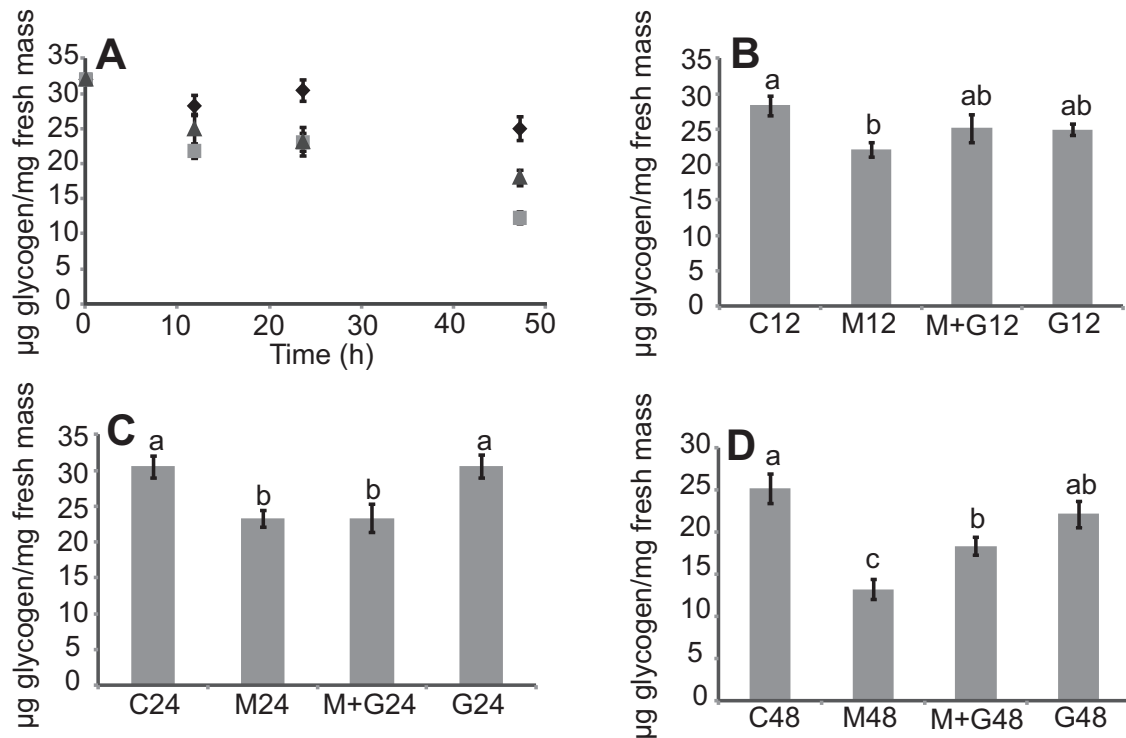 A
µg glycogen/mg fresh mass
35
30
25
20
15
10
5
0
0 10 20 30 40 50
Time (h)
B
µg glycogen/mg fresh mass
35
30
25
20
15
10
5
0
a b ab ab
C12 M12 M+G12 G12
C
µg glycogen/mg fresh mass
35
30
25
20
15
10
5
0
a b b a
C24 M24 M+G24 G24
D
µg glycogen/mg fresh mass
30
25
20
15
10
5
0
a c b ab
C48 M48 M+G48 G48